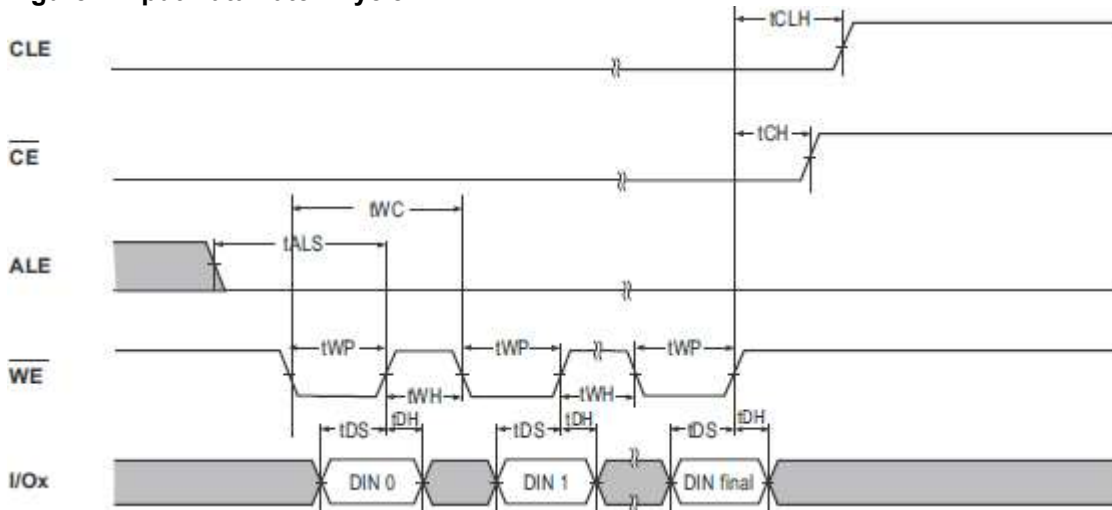 tCLH
CLE
tCH
CE
tWC
tALS
ALE
tWP tWP tWP
WE
tWH tWH
tDS tDH tDS tDH tDS tDH
I/Ox DIN 0 DIN 1 DIN final